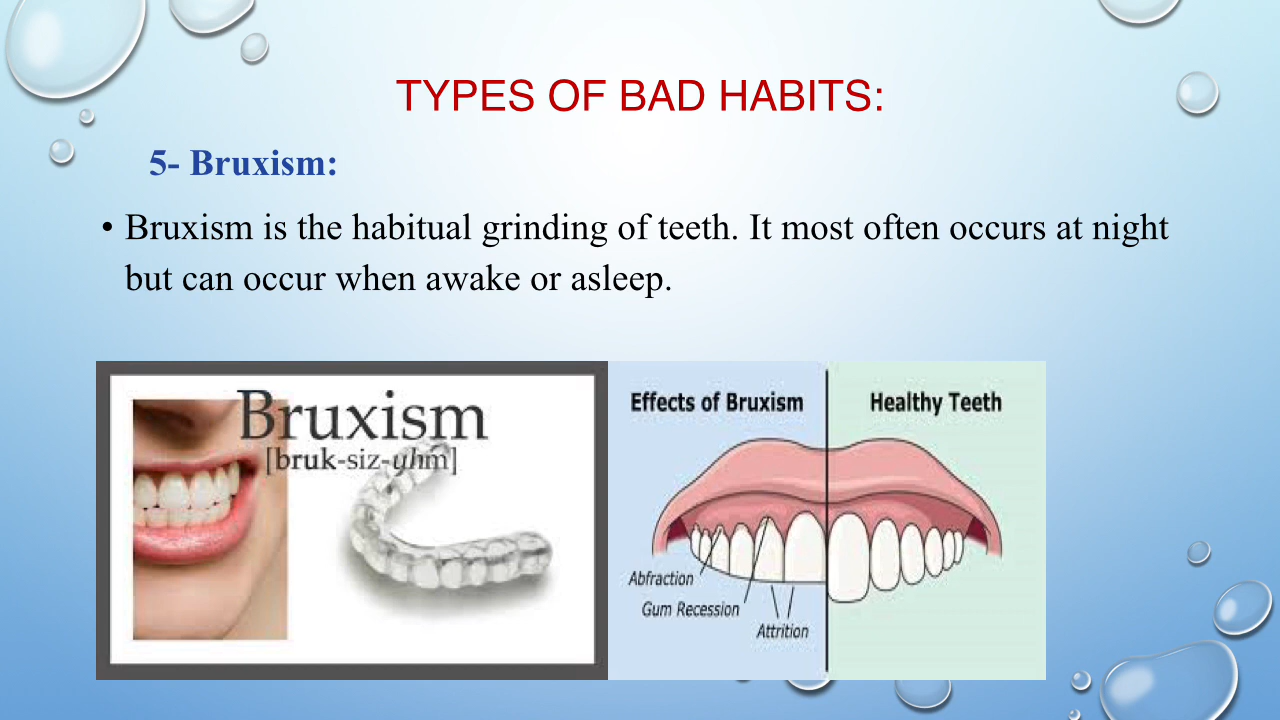 TYPES OF BAD HABITS:
5- Bruxism:
• Bruxism is the habitual grinding of teeth. It most often occurs at night
but can occur when awake or asleep.
Bruxism
[bruk-siz-uhm]
Effects of Bruxism
Healthy Teeth
Abfraction
Gum Recession
Attrition